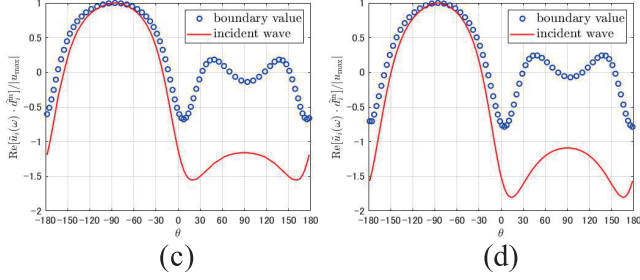 1
0.5
0
−0.5
−1
−1.5
−2
Re[ũᵢ(ω) · d̄ᵢⁱⁿ]/|uₘₐₓ|
boundary value
incident wave
−180 −150 −120 −90 −60 −30 0 30 60 90 120 150 180
θ
(c)
1
0.5
0
−0.5
−1
−1.5
−2
boundary value
incident wave
−180 −150 −120 −90 −60 −30 0 30 60 90 120 150 180
θ
(d)